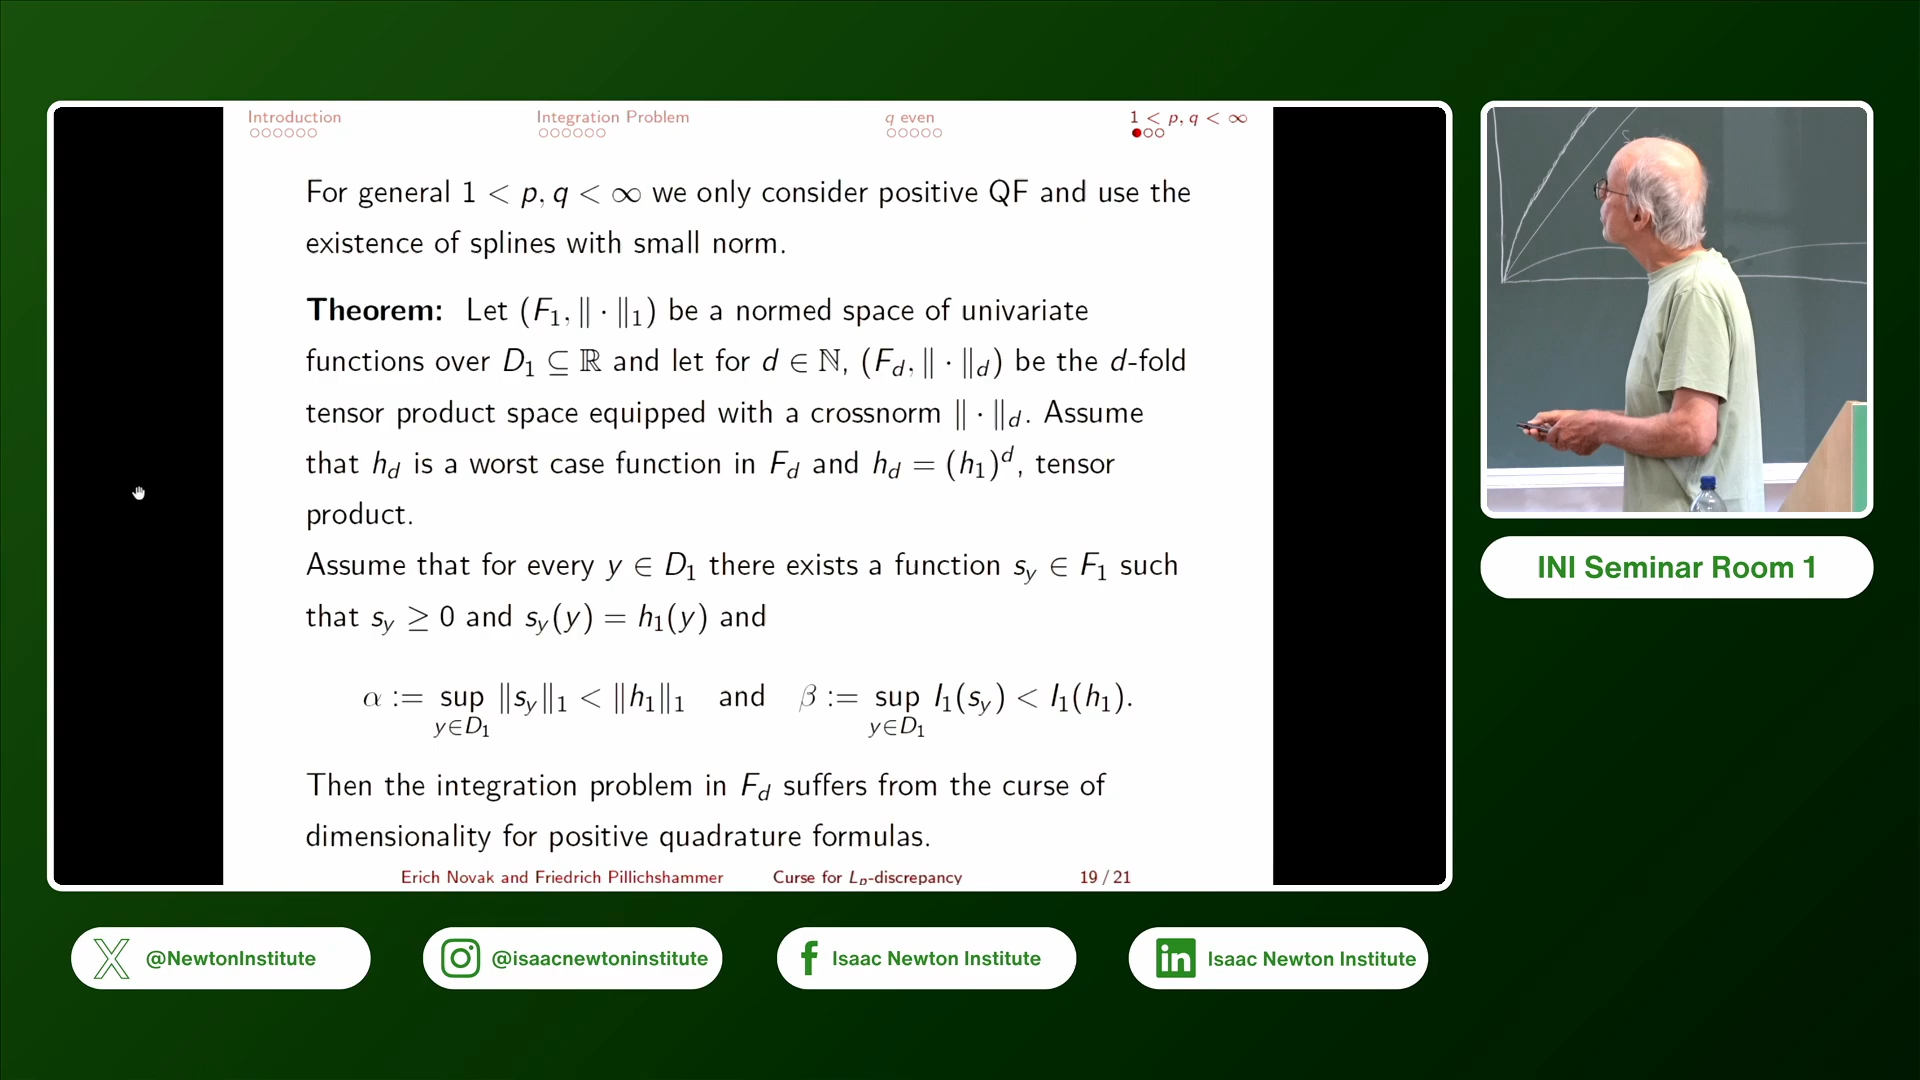 Introduction
Integration Problem
q even
1 < p, q < ∞
For general 1 < p, q < ∞ we only consider positive QF and use the
existence of splines with small norm.
Theorem: Let (F₁, ‖ · ‖₁) be a normed space of univariate
functions over D₁ ⊆ ℝ and let for d ∈ ℕ, (F_d, ‖ · ‖_d) be the d-fold
tensor product space equipped with a crossnorm ‖ · ‖_d. Assume
that h_d is a worst case function in F_d and h_d = (h₁)^d, tensor
product.
Assume that for every y ∈ D₁ there exists a function s_y ∈ F₁ such
that s_y ≥ 0 and s_y(y) = h₁(y) and
α := sup_{y∈D₁} ‖s_y‖₁ < ‖h₁‖₁ and β := sup_{y∈D₁} I₁(s_y) < I₁(h₁).
Then the integration problem in F_d suffers from the curse of
dimensionality for positive quadrature formulas.
Erich Novak and Friedrich Pillichshammer
Curse for L_p-discrepancy
19 / 21
INI Seminar Room 1
@NewtonInstitute
@isaacnewtoninstitute
Isaac Newton Institute
Isaac Newton Institute